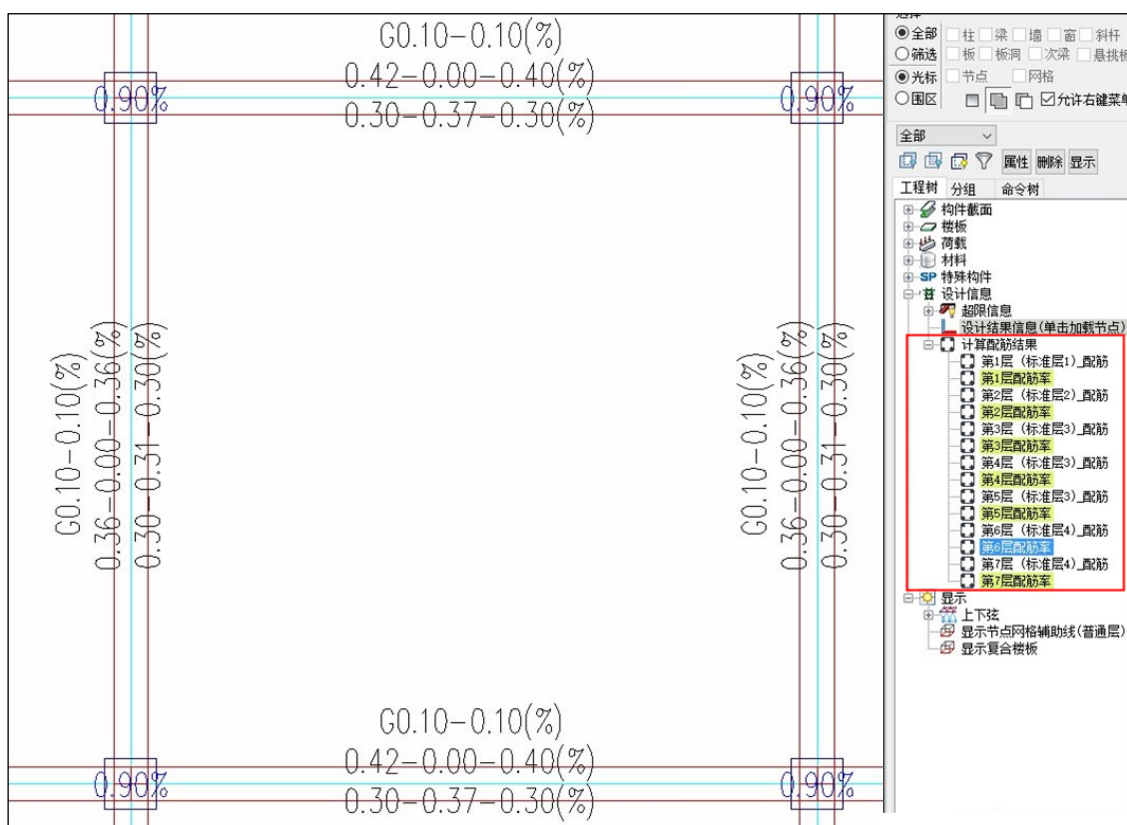 G0.10-0.10(%)
0.42-0.00-0.40(%)
0.90%
0.90%
0.30-0.37-0.30(%)
G0.10-0.10(%)
0.36-0.00-0.36(%)
0.30-0.31-0.30(%)
G0.10-0.10(%)
0.36-0.00-0.36(%)
0.30-0.31-0.30(%)
G0.10-0.10(%)
0.42-0.00-0.40(%)
0.90%
0.90%
0.30-0.37-0.30(%)
全部 柱 梁 墙 窗 斜杆
筛选 板 板洞 次梁 悬挑板
光标 节点 网格
围区 允许右键菜单
全部
属性 删除 显示
工程树 分组 命令树
构件截面
楼板
荷载
材料
SP 特殊构件
设计信息
超限信息
设计结果信息(单击加载节点)
计算配筋结果
第1层 (标准层1)_配筋
第1层配筋率
第2层 (标准层2)_配筋
第2层配筋率
第3层 (标准层3)_配筋
第3层配筋率
第4层 (标准层3)_配筋
第4层配筋率
第5层 (标准层3)_配筋
第5层配筋率
第6层 (标准层4)_配筋
第6层配筋率
第7层 (标准层4)_配筋
第7层配筋率
显示
上下弦
显示节点网格辅助线(普通层)
显示复合楼板